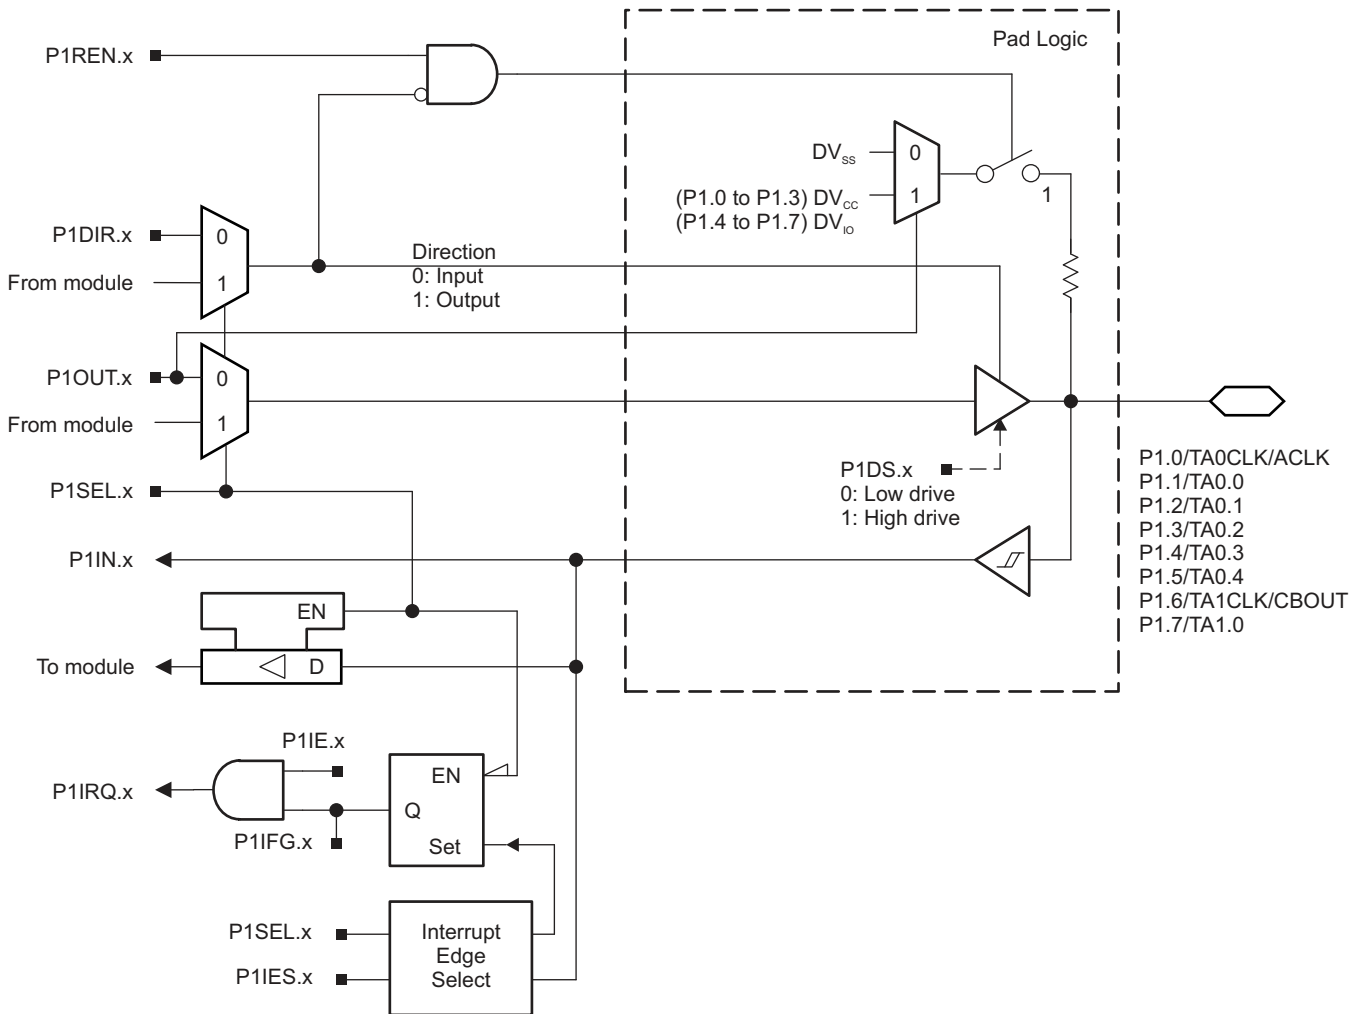 Pad Logic
P1REN.x
DVSS
0
(P1.0 to P1.3) DVCC
1
(P1.4 to P1.7) DVIO
1
P1DIR.x
0
From module
1
Direction
0: Input
1: Output
P1OUT.x
0
From module
1
P1DS.x
0: Low drive
1: High drive
P1SEL.x
P1.0/TA0CLK/ACLK
P1.1/TA0.0
P1.2/TA0.1
P1.3/TA0.2
P1.4/TA0.3
P1.5/TA0.4
P1.6/TA1CLK/CBOUT
P1.7/TA1.0
P1IN.x
EN
To module
D
P1IE.x
P1IRQ.x
EN
Q
P1IFG.x
Set
P1SEL.x
P1IES.x
Interrupt
Edge
Select